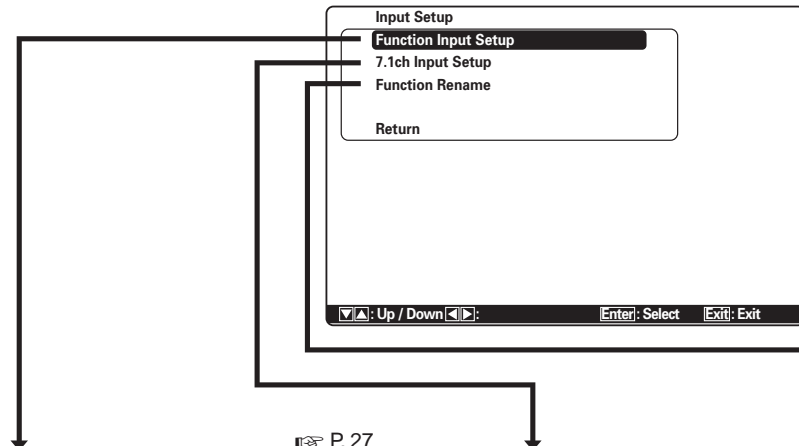 Input Setup
Function Input Setup
7.1ch Input Setup
Function Rename
Return
▼▲: Up / Down ◀▶: Enter: Select Exit: Exit
☞ P. 27